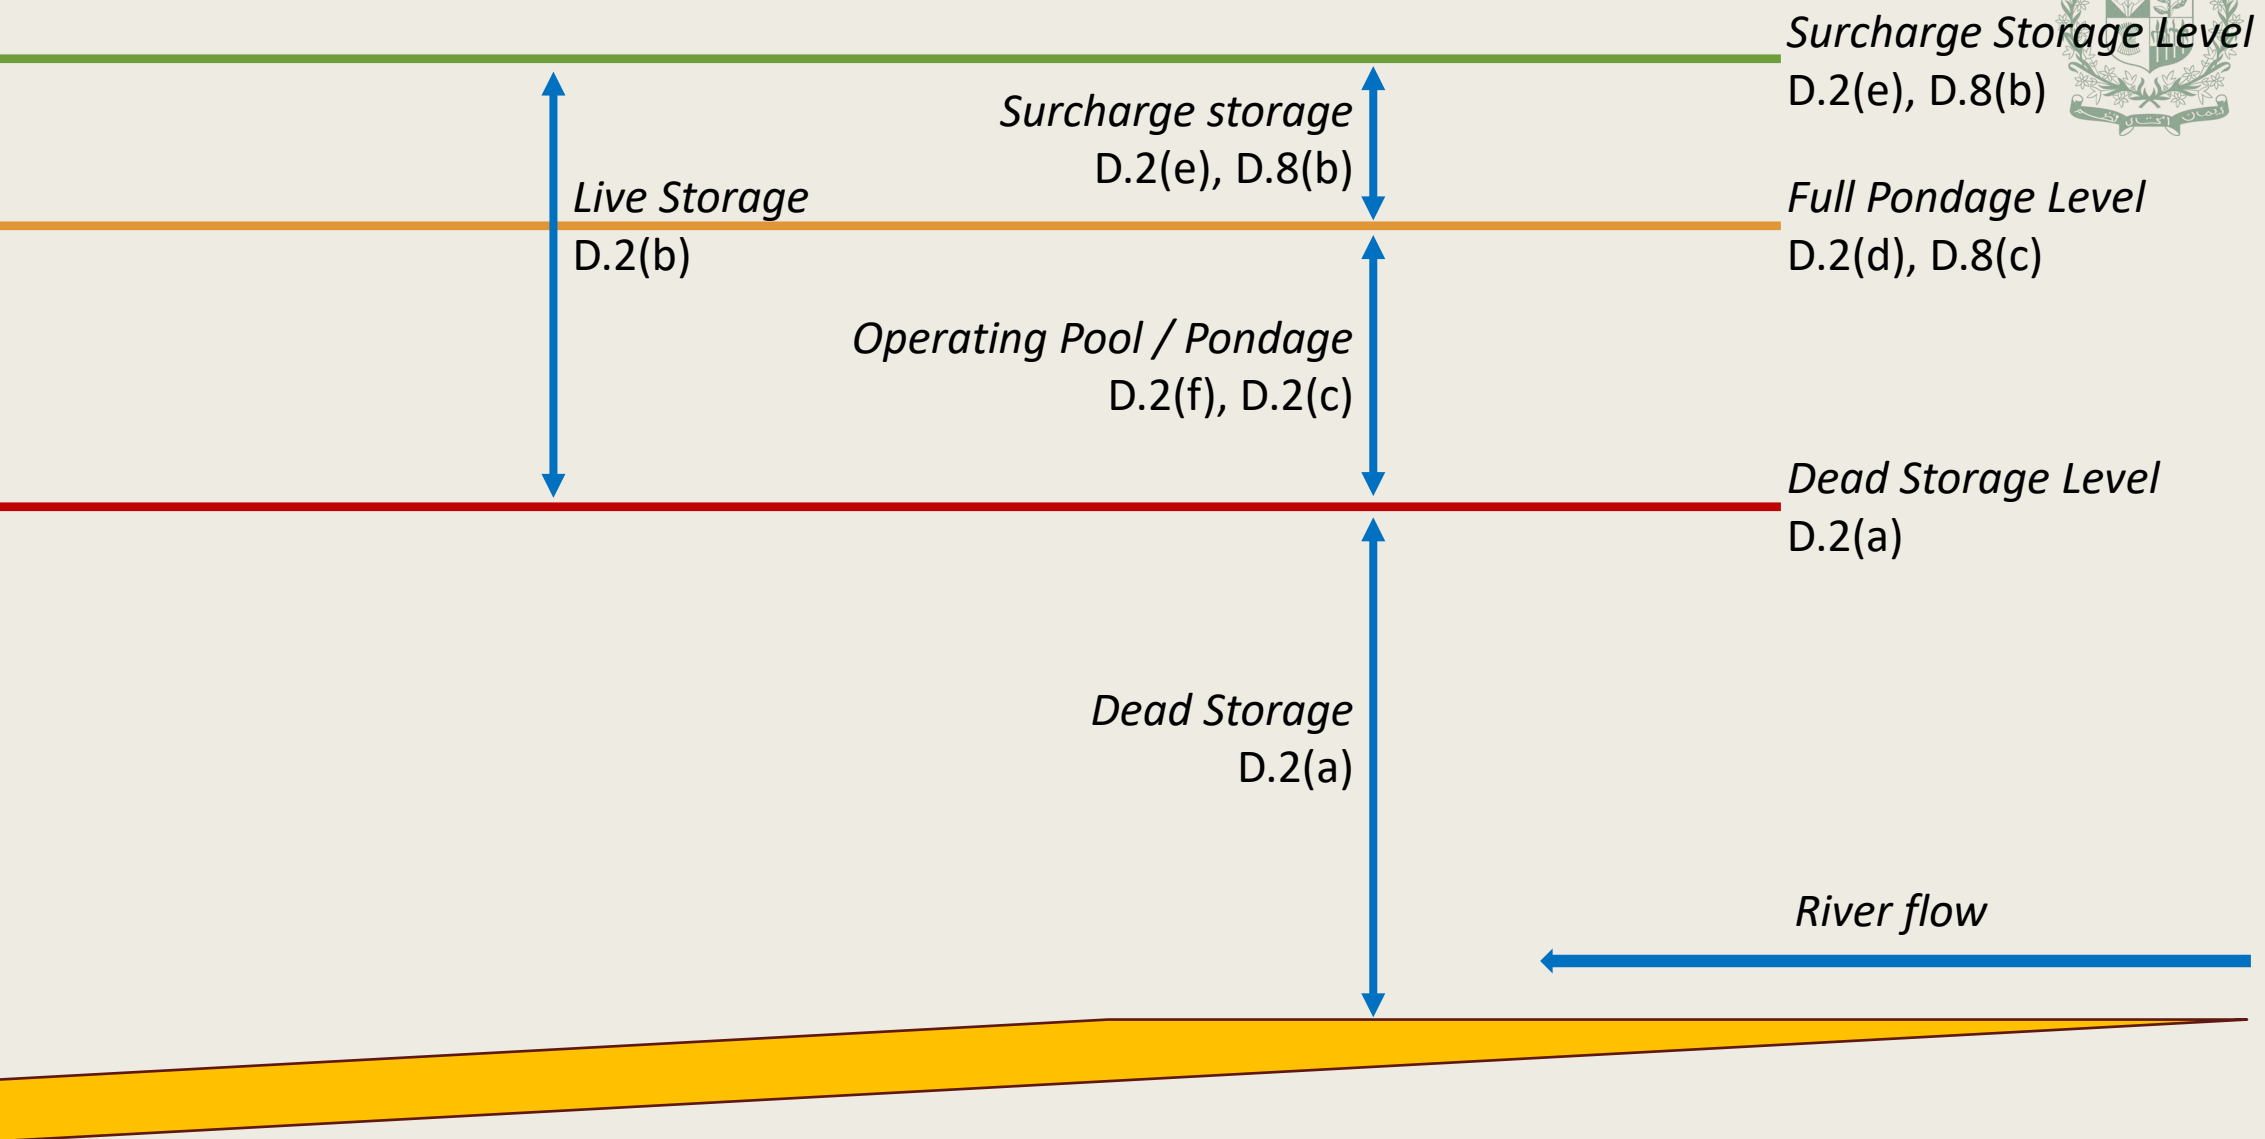 Surcharge Storage Level
D.2(e), D.8(b)
Surcharge storage
D.2(e), D.8(b)
Live Storage
D.2(b)
Full Pondage Level
D.2(d), D.8(c)
Operating Pool / Pondage
D.2(f), D.2(c)
Dead Storage Level
D.2(a)
Dead Storage
D.2(a)
River flow